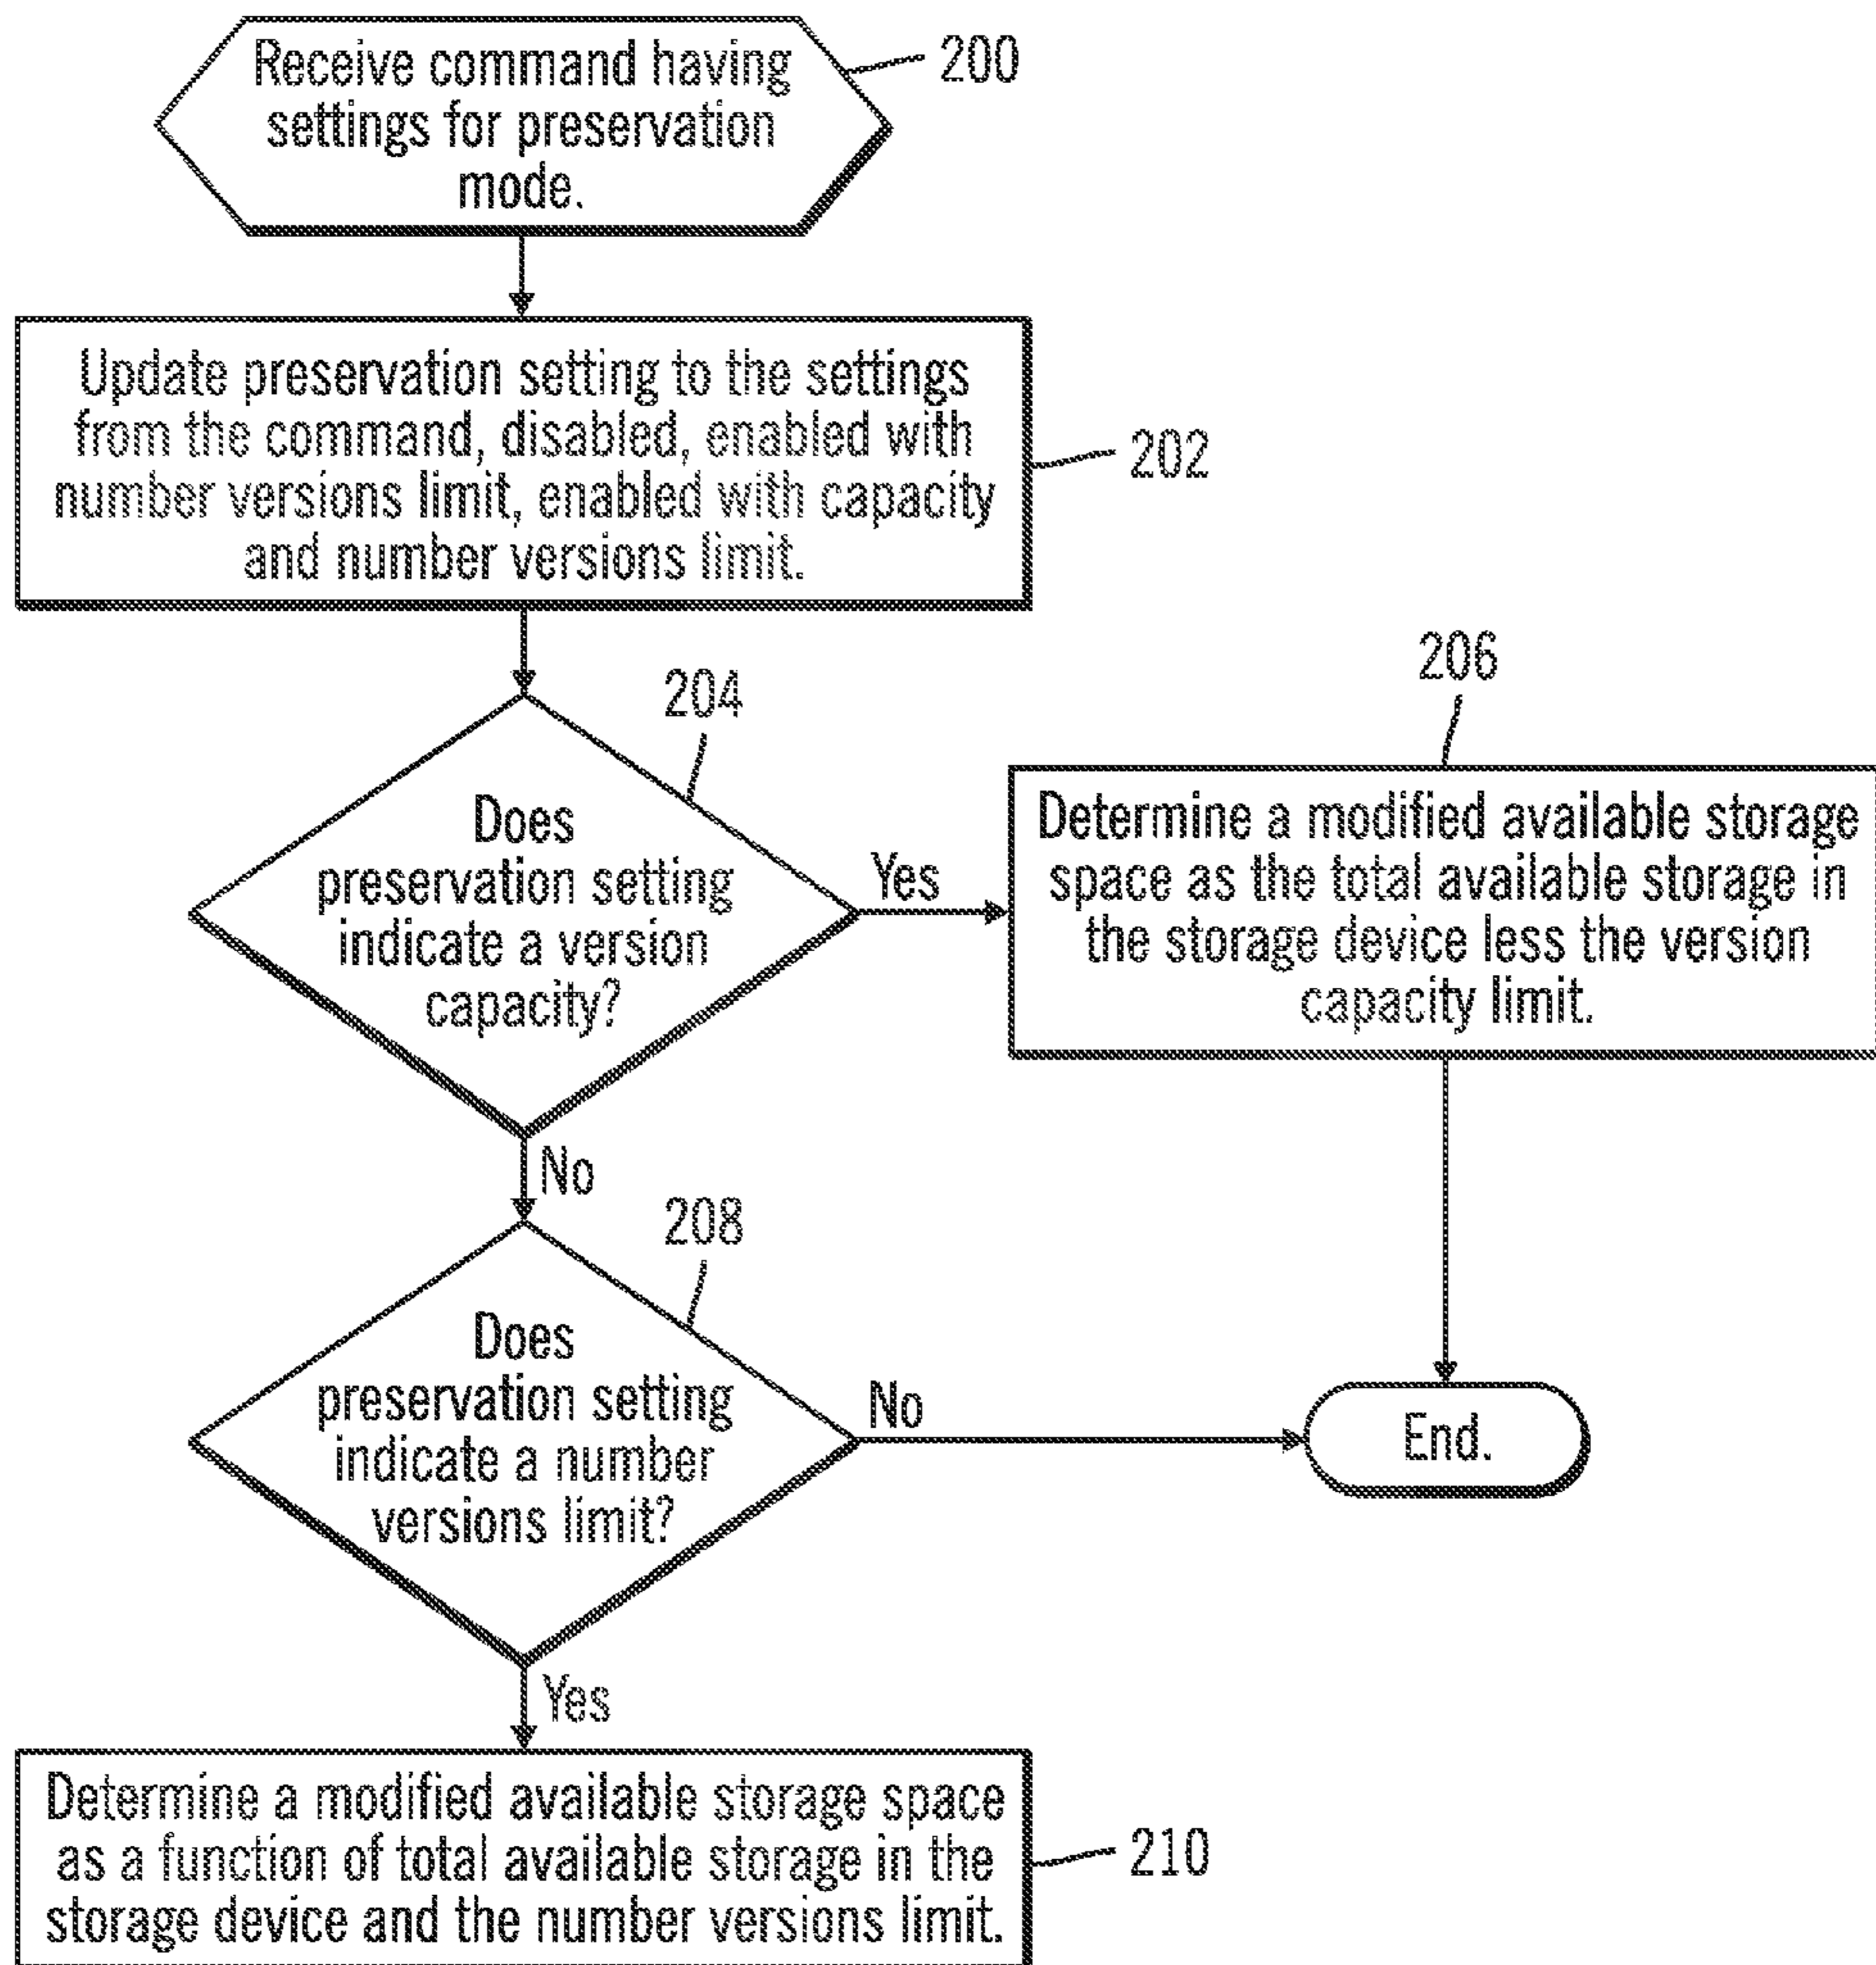 Receive command having
settings for preservation
mode.
200
Update preservation setting to the settings
from the command, disabled, enabled with
number versions limit, enabled with capacity
and number versions limit.
202
204
Does
preservation setting
indicate a version
capacity?
Yes
No
206
Determine a modified available storage
space as the total available storage in
the storage device less the version
capacity limit.
208
Does
preservation setting
indicate a number
versions limit?
No
Yes
End.
Determine a modified available storage space
as a function of total available storage in the
storage device and the number versions limit.
210